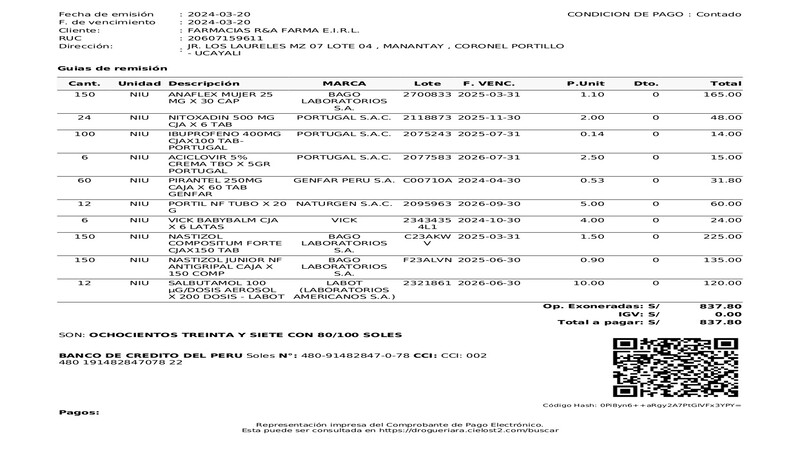 Fecha de emisión : 2024-03-20 CONDICION DE PAGO : Contado
F. de vencimiento : 2024-03-20
Cliente: : FARMACIAS R&A FARMA E.I.R.L.
RUC : 20607159611
Dirección: : JR. LOS LAURELES MZ 07 LOTE 04 , MANANTAY , CORONEL PORTILLO
- UCAYALI
Guias de remisión
Cant. Unidad Descripción MARCA Lote F. VENC. P.Unit Dto. Total
150 NIU ANAFLEX MUJER 25 BAGO 2700833 2025-03-31 1.10 0 165.00
MG X 30 CAP LABORATORIOS
S.A.
24 NIU NITOXADIN 500 MG PORTUGAL S.A.C. 2118873 2025-11-30 2.00 0 48.00
CJA X 6 TAB
100 NIU IBUPROFENO 400MG PORTUGAL S.A.C. 2075243 2025-07-31 0.14 0 14.00
CJAX100 TAB-
PORTUGAL
6 NIU ACICLOVIR 5% PORTUGAL S.A.C. 2077583 2026-07-31 2.50 0 15.00
CREMA TBO X 5GR
PORTUGAL
60 NIU PIRANTEL 250MG GENFAR PERU S.A. C00710A 2024-04-30 0.53 0 31.80
CAJA X 60 TAB
GENFAR
12 NIU PORTIL NF TUBO X 20 NATURGEN S.A.C. 2095963 2026-09-30 5.00 0 60.00
G
6 NIU VICK BABYBALM CJA VICK 2343435 2024-10-30 4.00 0 24.00
X 6 LATAS 4L1
150 NIU NASTIZOL BAGO C23AKW 2025-03-31 1.50 0 225.00
COMPOSITUM FORTE LABORATORIOS V
CJAX150 TAB S.A.
150 NIU NASTIZOL JUNIOR NF BAGO F23ALVN 2025-06-30 0.90 0 135.00
ANTIGRIPAL CAJA X LABORATORIOS
150 COMP S.A.
12 NIU SALBUTAMOL 100 LABOT 2321861 2026-06-30 10.00 0 120.00
µG/DOSIS AEROSOL (LABORATORIOS
X 200 DOSIS - LABOT AMERICANOS S.A.)
Op. Exoneradas: S/ 837.80
IGV: S/ 0.00
Total a pagar: S/ 837.80
SON: OCHOCIENTOS TREINTA Y SIETE CON 80/100 SOLES
BANCO DE CREDITO DEL PERU Soles N°: 480-91482847-0-78 CCI: CCI: 002
480 191482847078 22
Código Hash:
Pagos:
Representación impresa del Comprobante de Pago Electrónico.
Esta puede ser consultada en https://drogueriara.cielost2.com/buscar